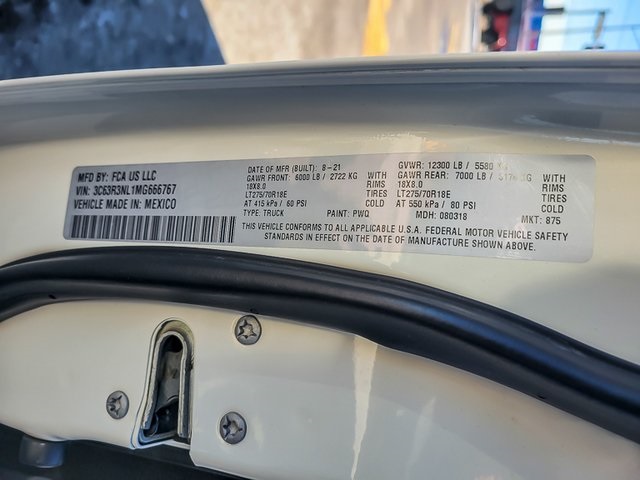 MFD BY: FCA US LLC
VIN: 3C63R3NL1MG666767
VEHICLE MADE IN: MEXICO
DATE OF MFR (BUILT): 8-21
GAWR FRONT: 6000 LB / 2722 KG WITH
18X8.0 RIMS
LT275/70R18E TIRES
AT 415 kPa / 60 PSI COLD
TYPE: TRUCK PAINT: PWQ
GVWR: 12300 LB / 5580
GAWR REAR: 7000 LB / WITH
18X8.0 RIMS
LT275/70R18E TIRES
AT 550 kPa / 80 PSI COLD
MDH: 080318 MKT: 875
THIS VEHICLE CONFORMS TO ALL APPLICABLE U.S.A. FEDERAL MOTOR VEHICLE SAFETY
STANDARDS IN EFFECT ON THE DATE OF MANUFACTURE SHOWN ABOVE.